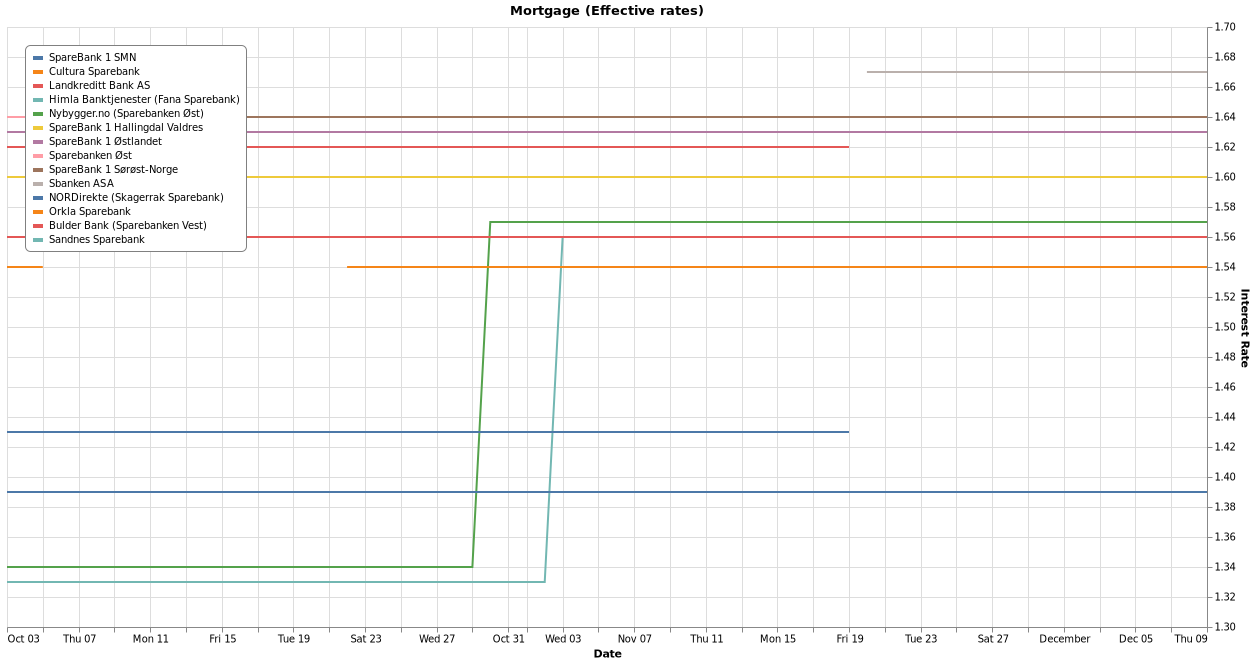 Mortgage (Effective rates)
SpareBank 1 SMN
Cultura Sparebank
Landkreditt Bank AS
Himla Banktjenester (Fana Sparebank)
Nybygger.no (Sparebanken Øst)
SpareBank 1 Hallingdal Valdres
SpareBank 1 Østlandet
Sparebanken Øst
SpareBank 1 Sørøst-Norge
Sbanken ASA
NORDirekte (Skagerrak Sparebank)
Orkla Sparebank
Bulder Bank (Sparebanken Vest)
Sandnes Sparebank
1.70
1.68
1.66
1.64
1.62
1.60
1.58
1.56
1.54
1.52
1.50
1.48
1.46
1.44
1.42
1.40
1.38
1.36
1.34
1.32
1.30
Interest Rate
Oct 03 Thu 07 Mon 11 Fri 15 Tue 19 Sat 23 Wed 27 Oct 31 Wed 03 Nov 07 Thu 11 Mon 15 Fri 19 Tue 23 Sat 27 December Dec 05 Thu 09
Date